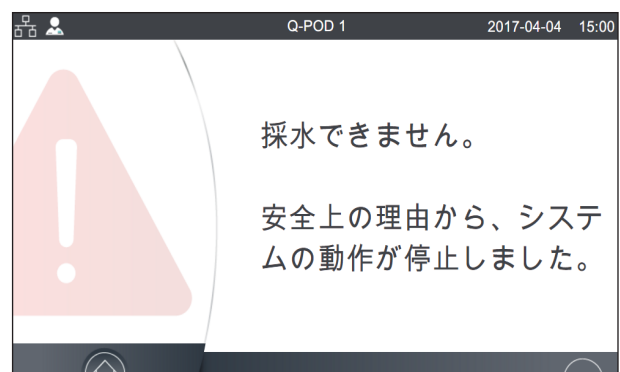 Q-POD 1 2017-04-04 15:00
採水できません。
安全上の理由から、システ
ムの動作が停止しました。